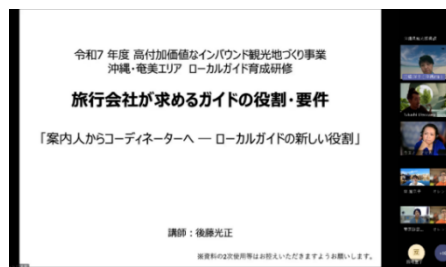 令和7 年度 高付加価値なインバウンド観光地づくり事業
沖縄・奄美エリア ローカルガイド育成研修
旅行会社が求めるガイドの役割・要件
「案内人からコーディネーターへ ― ローカルガイドの新しい役割」
講師：後藤光正
※資料の2次使用等はお控えいただきますようお願いします。